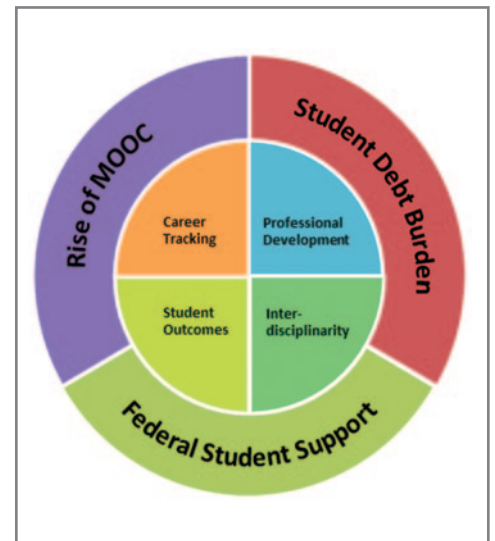 Rise of MOOC
Student Debt Burden
Career
Tracking
Professional
Development
Student
Outcomes
Inter-
disciplinarity
Federal Student Support